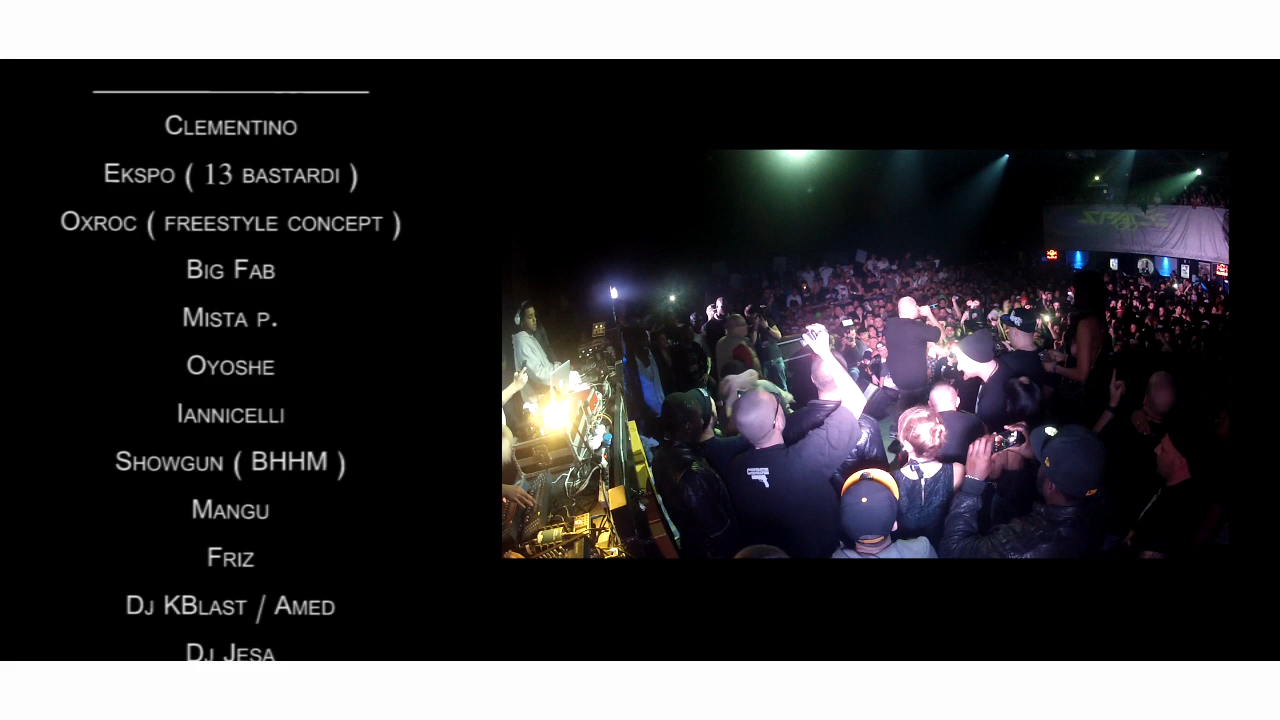 Clementino
Ekspo ( 13 bastardi )
Oxroc ( freestyle concept )
Big Fab
Mista p.
Oyoshe
Iannicelli
Showgun ( BHHM )
Mangu
Friz
Dj KBlast / Amed
Dj Jesa